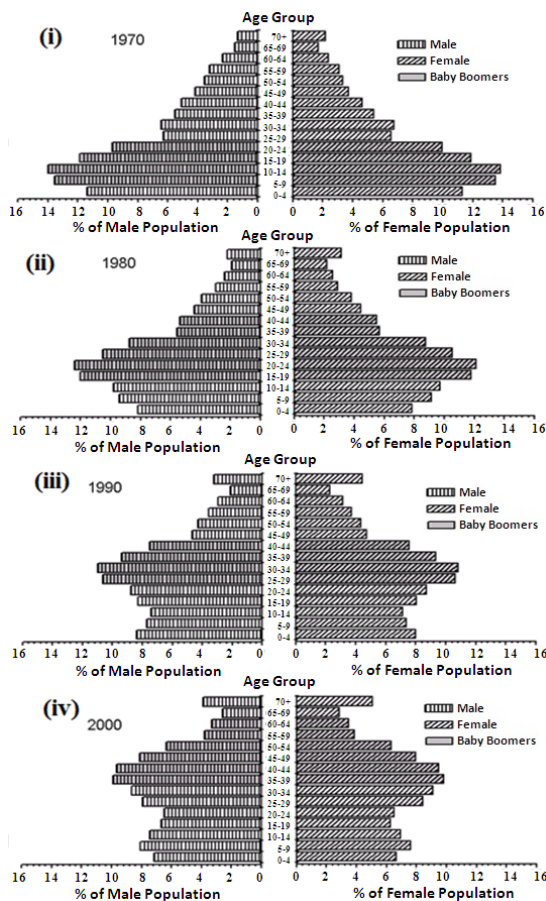 Age Group
(i) 1970
70+
65-69
60-64
55-59
50-54
45-49
40-44
35-39
30-34
25-29
20-24
15-19
10-14
5-9
0-4
Male
Female
Baby Boomers
16 14 12 10 8 6 4 2 0
0 2 4 6 8 10 12 14 16
% of Male Population
% of Female Population
Age Group
(ii) 1980
70+
65-69
60-64
55-59
50-54
45-49
40-44
35-39
30-34
25-29
20-24
15-19
10-14
5-9
0-4
Male
Female
Baby Boomers
16 14 12 10 8 6 4 2 0
0 2 4 6 8 10 12 14 16
% of Male Population
% of Female Population
Age Group
(iii) 1990
70+
65-69
60-64
55-59
50-54
45-49
40-44
35-39
30-34
25-29
20-24
15-19
10-14
5-9
0-4
Male
Female
Baby Boomers
16 14 12 10 8 6 4 2 0
0 2 4 6 8 10 12 14 16
% of Male Population
% of Female Population
Age Group
(iv) 2000
70+
65-69
60-64
55-59
50-54
45-49
40-44
35-39
30-34
25-29
20-24
15-19
10-14
5-9
0-4
Male
Female
Baby Boomers
16 14 12 10 8 6 4 2 0
0 2 4 6 8 10 12 14 16
% of Male Population
% of Female Population